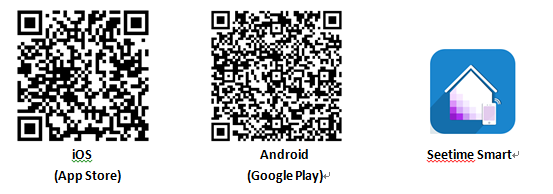 iOS
(App Store)
Android
(Google Play)
Seetime Smart